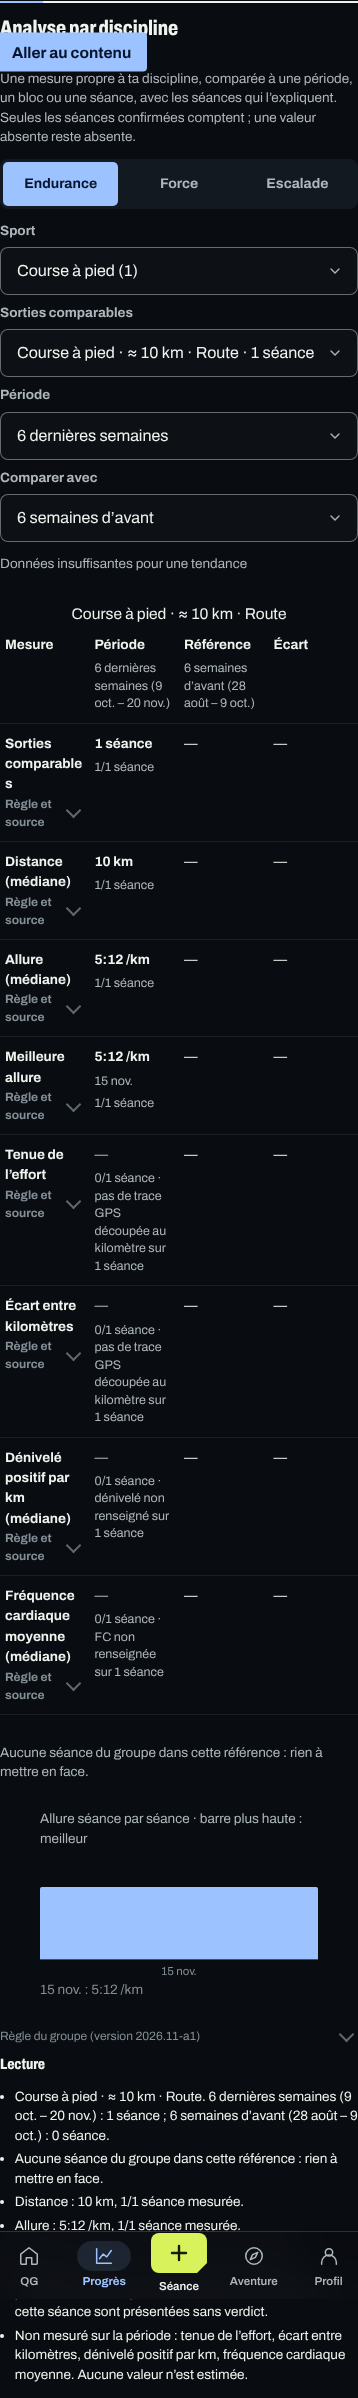 Analyse par discipline
Aller au contenu
Une mesure propre à ta discipline, comparée à une période,
un bloc ou une séance, avec les séances qui l'expliquent.
Seules les séances confirmées comptent ; une valeur
absente reste absente.
Endurance Force Escalade
Sport
Course à pied (1)
Sorties comparables
Course à pied · ≈ 10 km · Route · 1 séance
Période
6 dernières semaines
Comparer avec
6 semaines d’avant
Données insuffisantes pour une tendance
Course à pied · ≈ 10 km · Route
Mesure Période Référence Écart
6 dernières semaines (9 oct. – 20 nov.)
6 semaines d’avant (28 août – 9 oct.)
Sorties
comparable
s
Règle et
source
1 séance
1/1 séance
—
—
Distance
(médiane)
Règle et
source
10 km
1/1 séance
—
—
Allure
(médiane)
Règle et
source
5:12 /km
1/1 séance
—
—
Meilleure
allure
Règle et
source
5:12 /km
15 nov.
1/1 séance
—
—
Tenue de
l’effort
Règle et
source
—
0/1 séance ·
pas de trace
GPS
découpée au
kilomètre sur
1 séance
—
—
Écart entre
kilomètres
Règle et
source
—
0/1 séance ·
pas de trace
GPS
découpée au
kilomètre sur
1 séance
—
—
Dénivelé
positif par
km
(médiane)
Règle et
source
—
0/1 séance ·
dénivelé non
renseigné sur
1 séance
—
—
Fréquence
cardiaque
moyenne
(médiane)
Règle et
source
—
0/1 séance ·
FC non
renseignée
sur 1 séance
—
—
Aucune séance du groupe dans cette référence : rien à
mettre en face.
Allure séance par séance · barre plus haute :
meilleur
15 nov.
15 nov. : 5:12 /km
Règle du groupe (version 2026.11-a1)
Lecture
• Course à pied · ≈ 10 km · Route. 6 dernières semaines (9
oct. – 20 nov.) : 1 séance ; 6 semaines d’avant (28 août – 9
oct.) : 0 séance.
• Aucune séance du groupe dans cette référence : rien à
mettre en face.
• Distance : 10 km, 1/1 séance mesurée.
• Allure : 5:12 /km, 1/1 séance mesurée.
QG Progrès Séance Aventure Profil
cette séance sont présentées sans verdict.
• Non mesuré sur la période : tenue de l’effort, écart entre
kilomètres, dénivelé positif par km, fréquence cardiaque
moyenne. Aucune valeur n’est estimée.